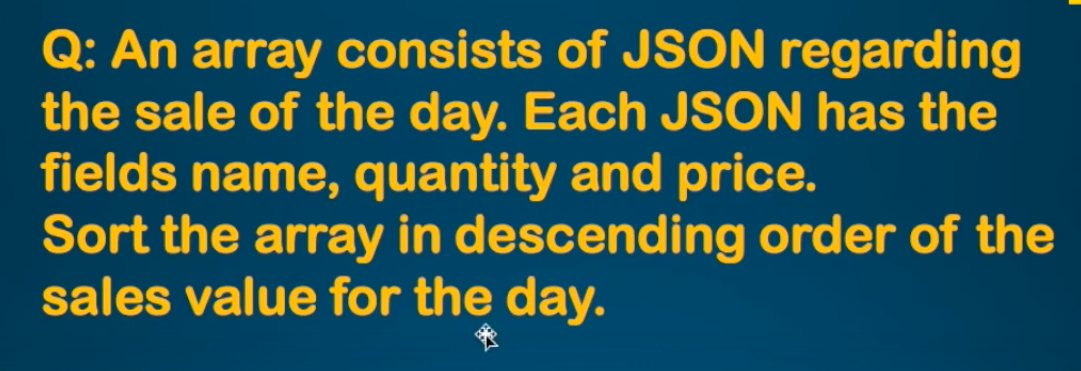 Q: An array consists of JSON regarding
the sale of the day. Each JSON has the
fields name, quantity and price.
Sort the array in descending order of the
sales value for the day.